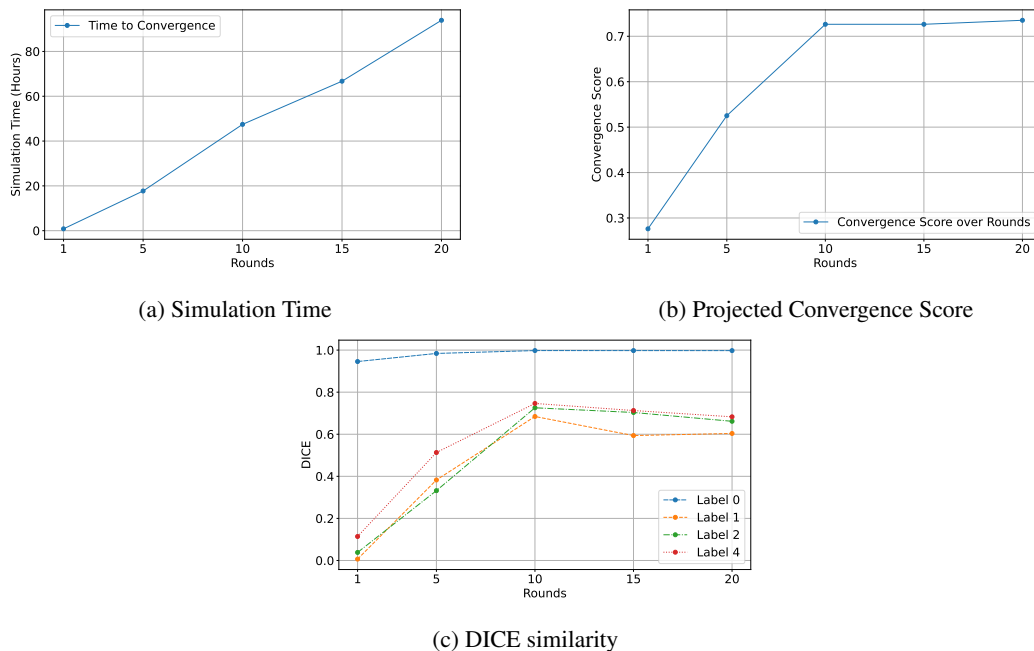 Time to Convergence
Simulation Time (Hours)
80
60
40
20
0
1 5 10 15 20
Rounds
(a) Simulation Time
Convergence Score
0.7
0.6
0.5
0.4
0.3
Convergence Score over Rounds
1 5 10 15 20
Rounds
(b) Projected Convergence Score
DICE
1.0
0.8
0.6
0.4
0.2
0.0
Label 0
Label 1
Label 2
Label 4
1 5 10 15 20
Rounds
(c) DICE similarity